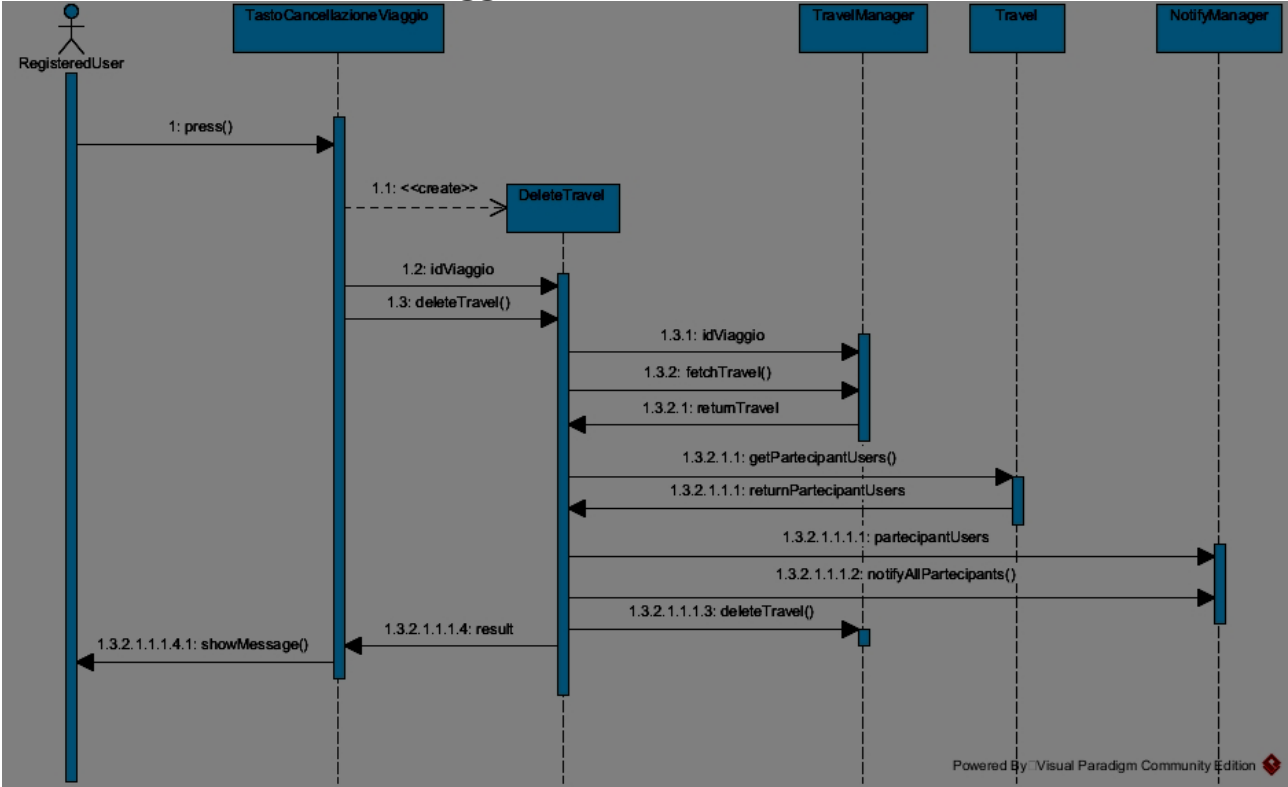 TastoCancellazioneViaggio
TravelManager
Travel
NotifyManager
RegisteredUser
1: press()
1.1: <<create>>
DeleteTravel
1.2: idViaggio
1.3: deleteTravel()
1.3.1: idViaggio
1.3.2: fetchTravel()
1.3.2.1: returnTravel
1.3.2.1.1: getPartecipantUsers()
1.3.2.1.1.1: returnPartecipantUsers
1.3.2.1.1.1.1: partecipantUsers
1.3.2.1.1.1.2: notifyAllPartecipants()
1.3.2.1.1.1.3: deleteTravel()
1.3.2.1.1.1.4: result
1.3.2.1.1.1.4.1: showMessage()
Powered By Visual Paradigm Community Edition